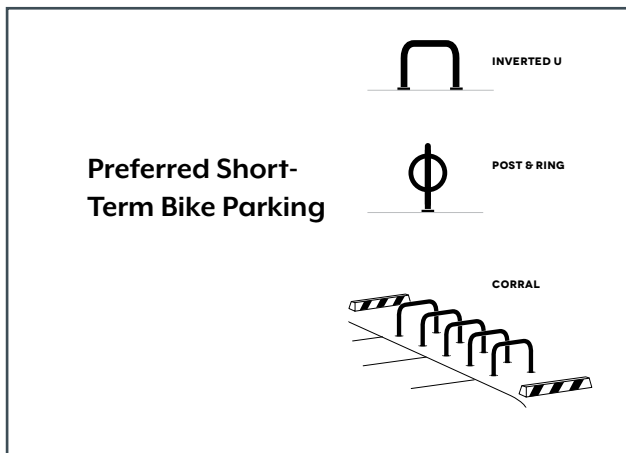 Preferred Short-
Term Bike Parking
INVERTED U
POST & RING
CORRAL